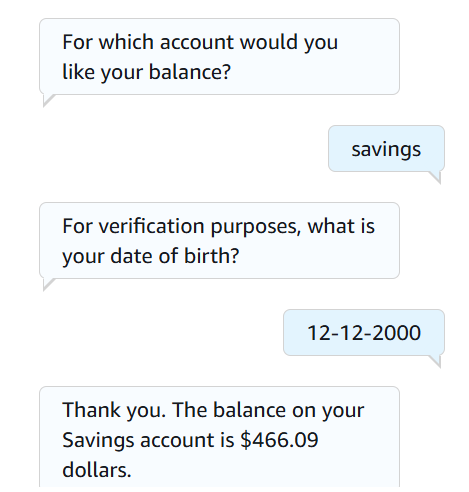 For which account would you
like your balance?
savings
For verification purposes, what is
your date of birth?
12-12-2000
Thank you. The balance on your
Savings account is $466.09
dollars.